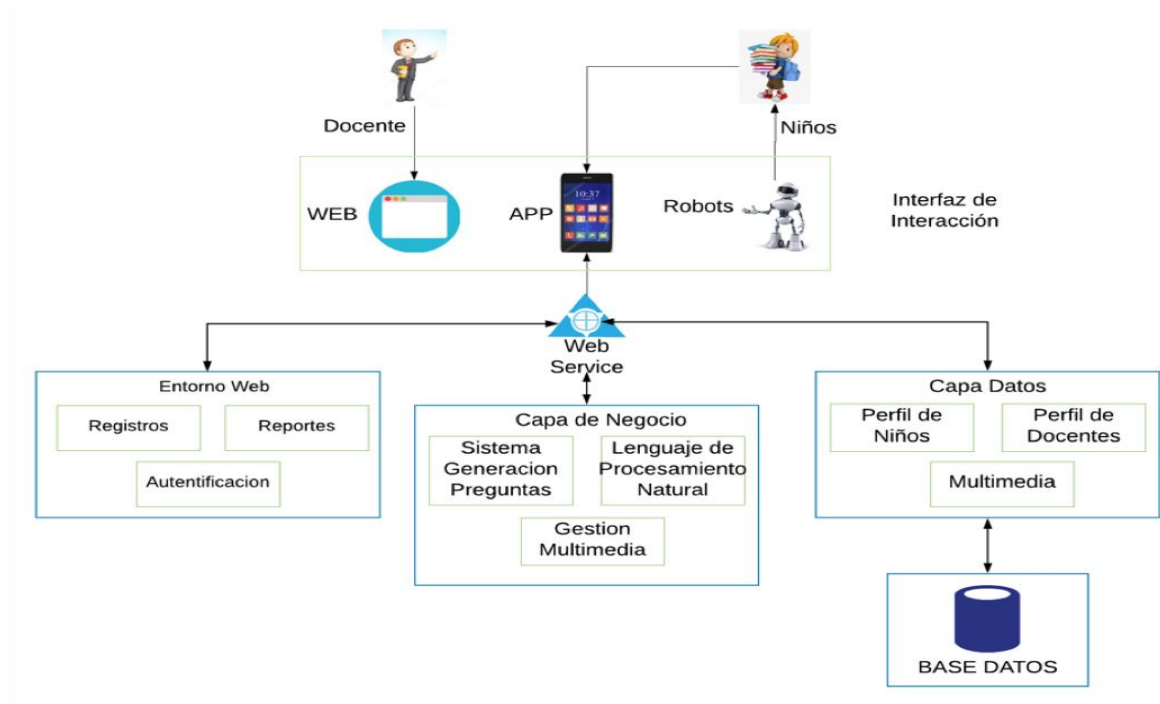 Docente
Niños
WEB
APP
10:37
Robots
Interfaz de
Interacción
Web
Service
Entorno Web
Registros
Reportes
Autentificacion
Capa de Negocio
Sistema
Generacion
Preguntas
Lenguaje de
Procesamiento
Natural
Gestion
Multimedia
Capa Datos
Perfil de
Niños
Perfil de
Docentes
Multimedia
BASE DATOS